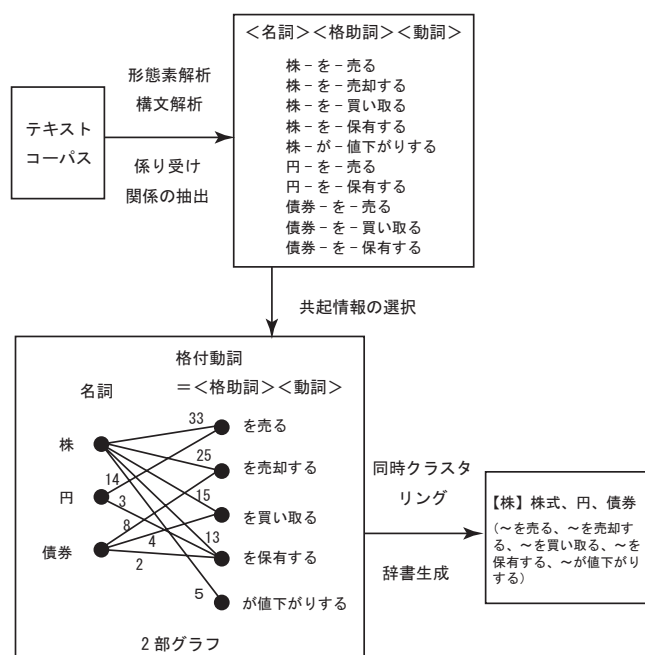 テキスト
コーパス
形態素解析
構文解析
係り受け
関係の抽出
＜名詞＞＜格助詞＞＜動詞＞
株－を－売る
株－を－売却する
株－を－買い取る
株－を－保有する
株－が－値下がりする
円－を－売る
円－を－保有する
債券－を－売る
債券－を－買い取る
債券－を－保有する
共起情報の選択
格付動詞
名詞
＝＜格助詞＞＜動詞＞
株
円
債券
33
25
15
13
5
14
3
8
4
2
を売る
を売却する
を買い取る
を保有する
が値下がりする
2部グラフ
同時クラスタ
リング
辞書生成
【株】株式、円、債券
（～を売る、～を売却す
る、～を買い取る、～を
保有する、～が値下がり
する）